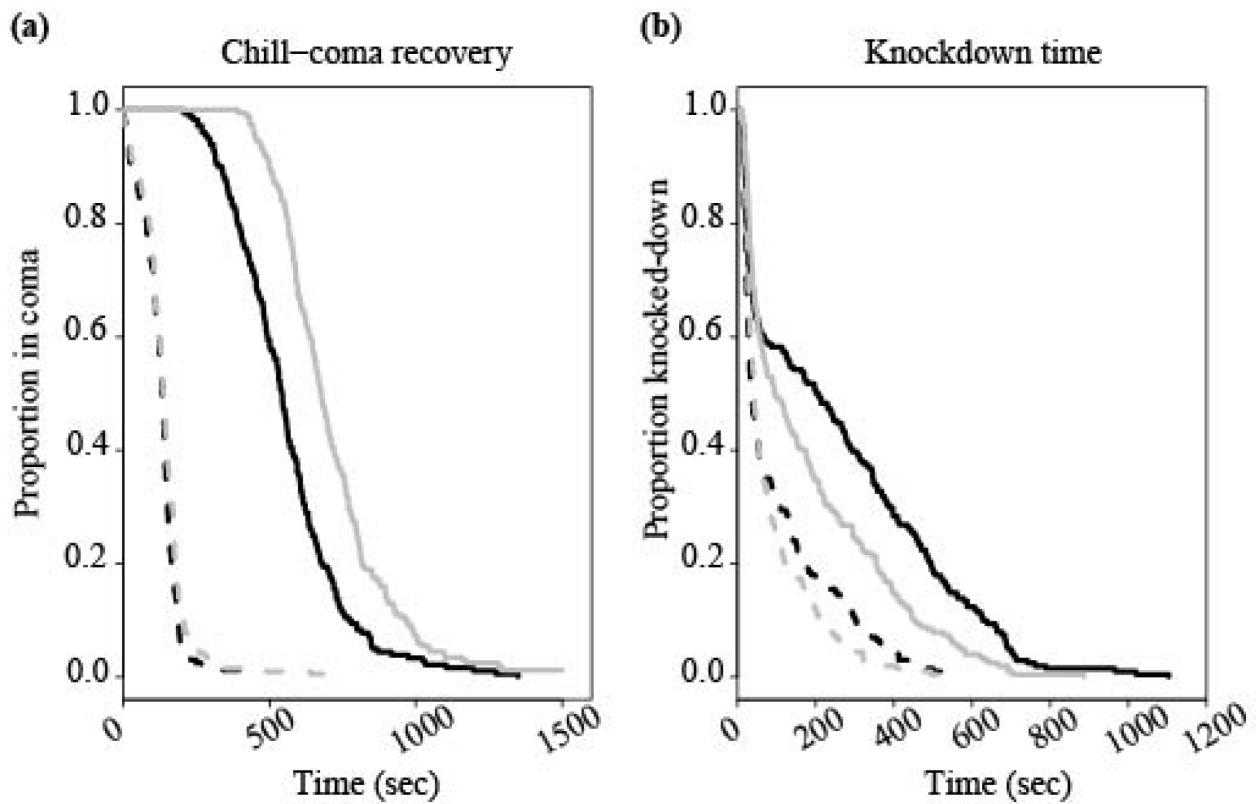 (a)
Chill−coma recovery
Proportion in coma
1.0
0.8
0.6
0.4
0.2
0.0
0
500
1000
1500
Time (sec)
(b)
Knockdown time
Proportion knocked-down
1.0
0.8
0.6
0.4
0.2
0.0
0
200
400
600
800
1000
1200
Time (sec)